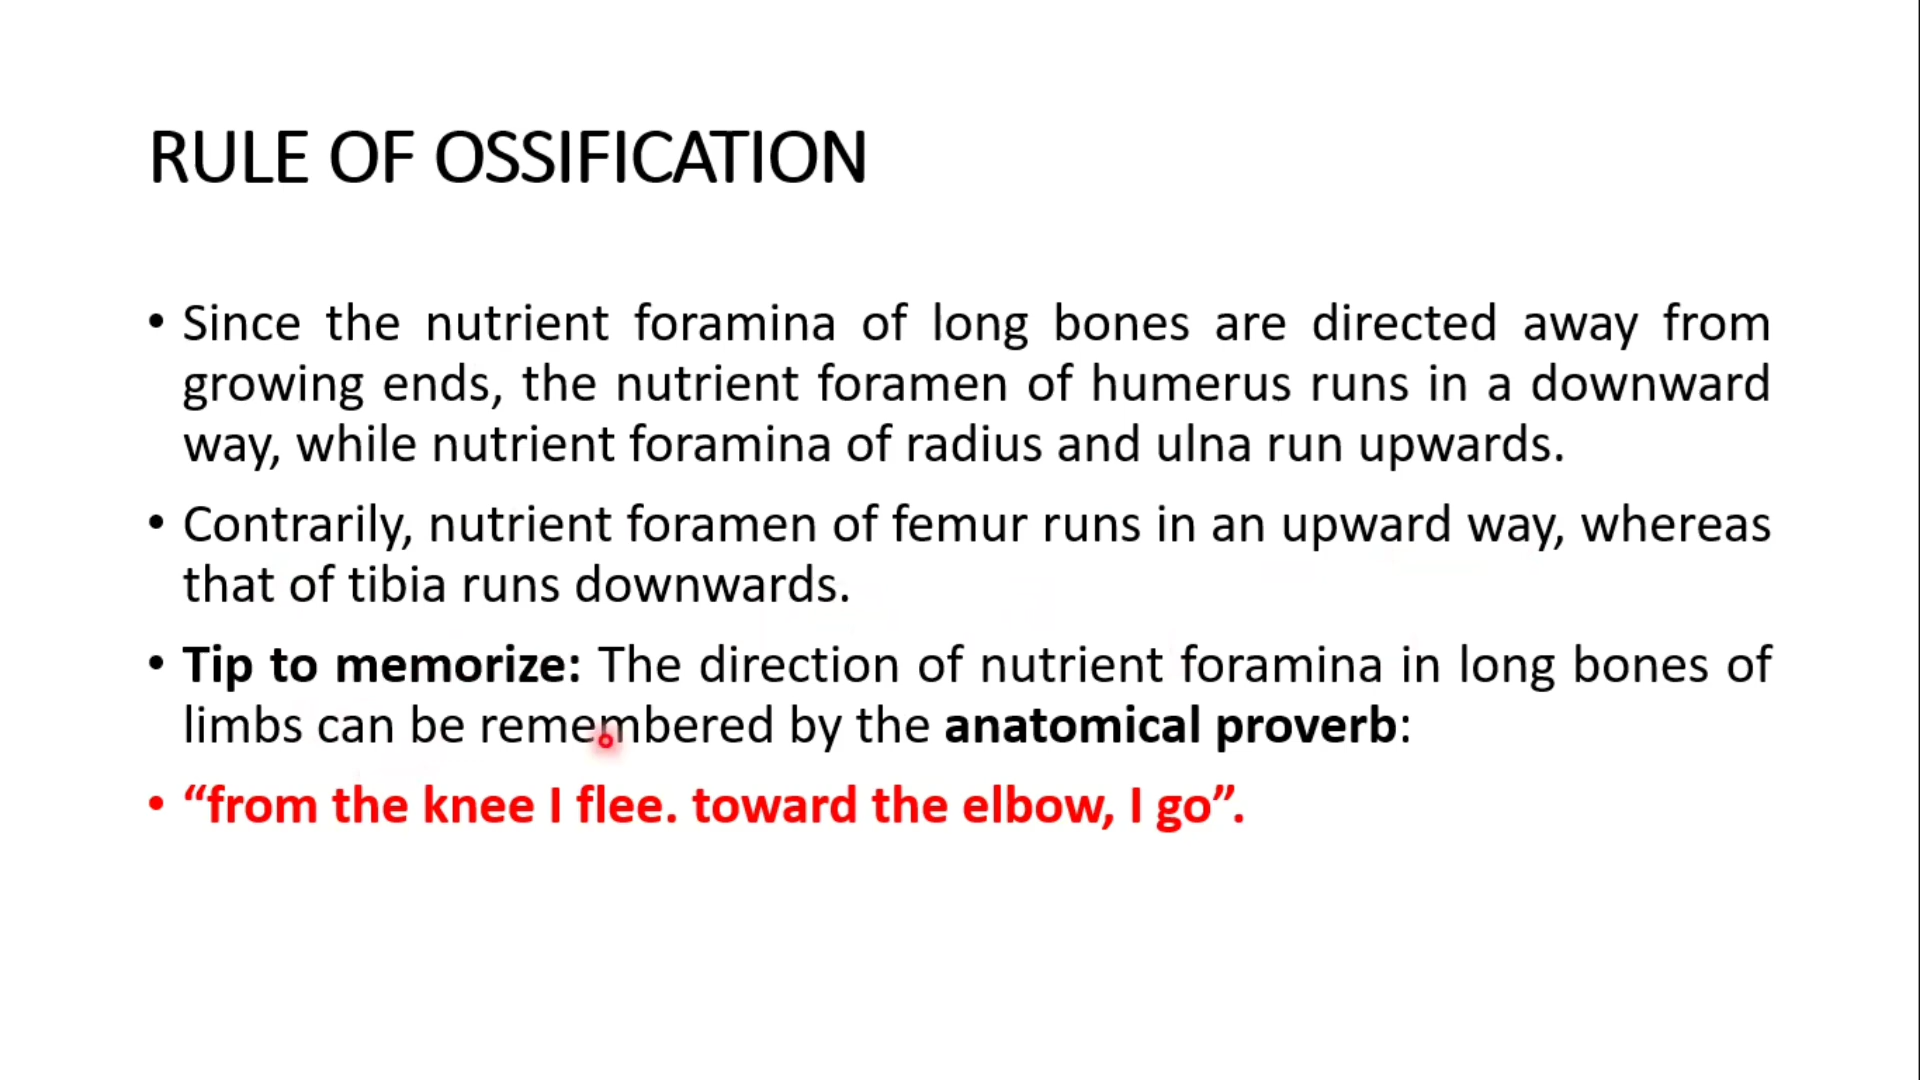 RULE OF OSSIFICATION
• Since the nutrient foramina of long bones are directed away from
growing ends, the nutrient foramen of humerus runs in a downward
way, while nutrient foramina of radius and ulna run upwards.
• Contrarily, nutrient foramen of femur runs in an upward way, whereas
that of tibia runs downwards.
• Tip to memorize: The direction of nutrient foramina in long bones of
limbs can be remembered by the anatomical proverb:
• “from the knee I flee. toward the elbow, I go”.